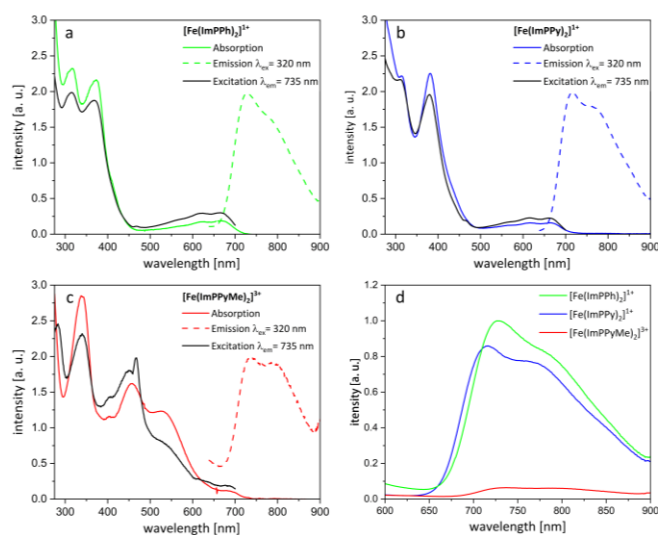 a
[Fe(ImPPh)₂]¹⁺
Absorption
Emission λex= 320 nm
Excitation λem= 735 nm
intensity [a. u.]
3.0
2.5
2.0
1.5
1.0
0.5
0.0
300 400 500 600 700 800 900
wavelength [nm]
b
[Fe(ImPPy)₂]¹⁺
Absorption
Emission λex= 320 nm
Excitation λem = 735 nm
intensity [a. u.]
3.0
2.5
2.0
1.5
1.0
0.5
0.0
300 400 500 600 700 800 900
wavelength [nm]
c
[Fe(ImPPyMe)₂]³⁺
Absorption
Emission λex= 320 nm
Excitation λem= 735 nm
intensity [a. u.]
3.0
2.5
2.0
1.5
1.0
0.5
0.0
300 400 500 600 700 800 900
wavelength [nm]
d
[Fe(ImPPh)₂]¹⁺
[Fe(ImPPy)₂]¹⁺
[Fe(ImPPyMe)₂]³⁺
itensity [a. u.]
1.2
1.0
0.8
0.6
0.4
0.2
0.0
600 650 700 750 800 850 900
wavelength [nm]